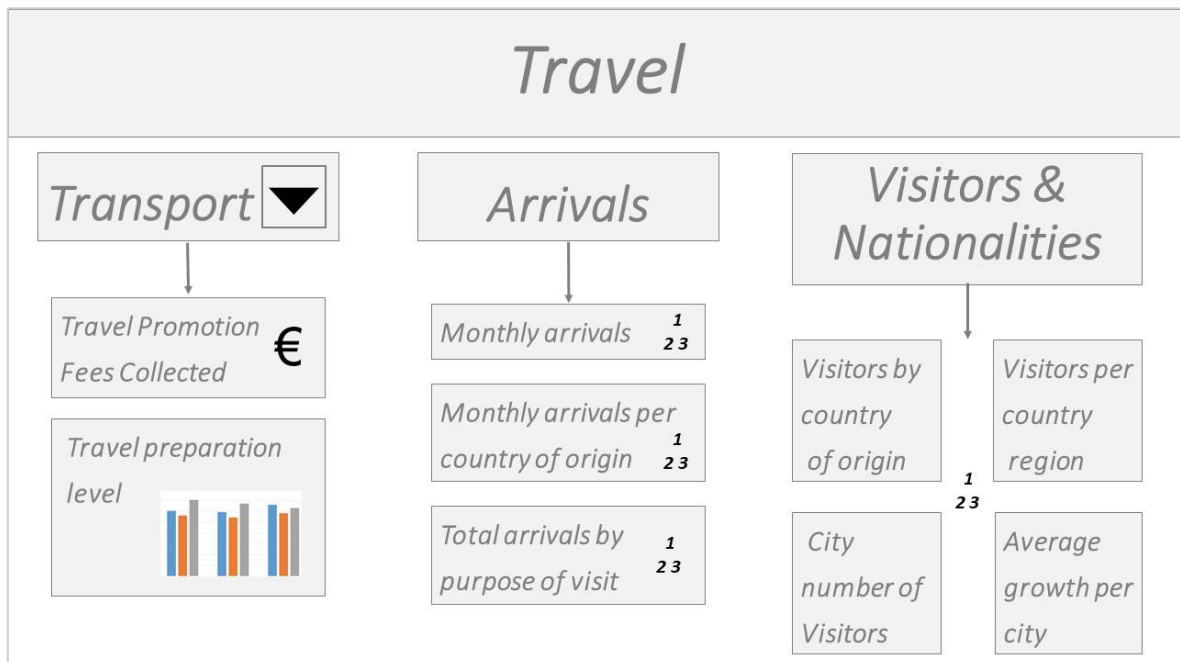 Travel
Transport
Travel Promotion
Fees Collected
€
Travel preparation
level
Arrivals
Monthly arrivals
1
2 3
Monthly arrivals per
country of origin
1
2 3
Total arrivals by
purpose of visit
1
2 3
Visitors &
Nationalities
Visitors by
country
of origin
Visitors per
country
region
1
2 3
City
number of
Visitors
Average
growth per
city